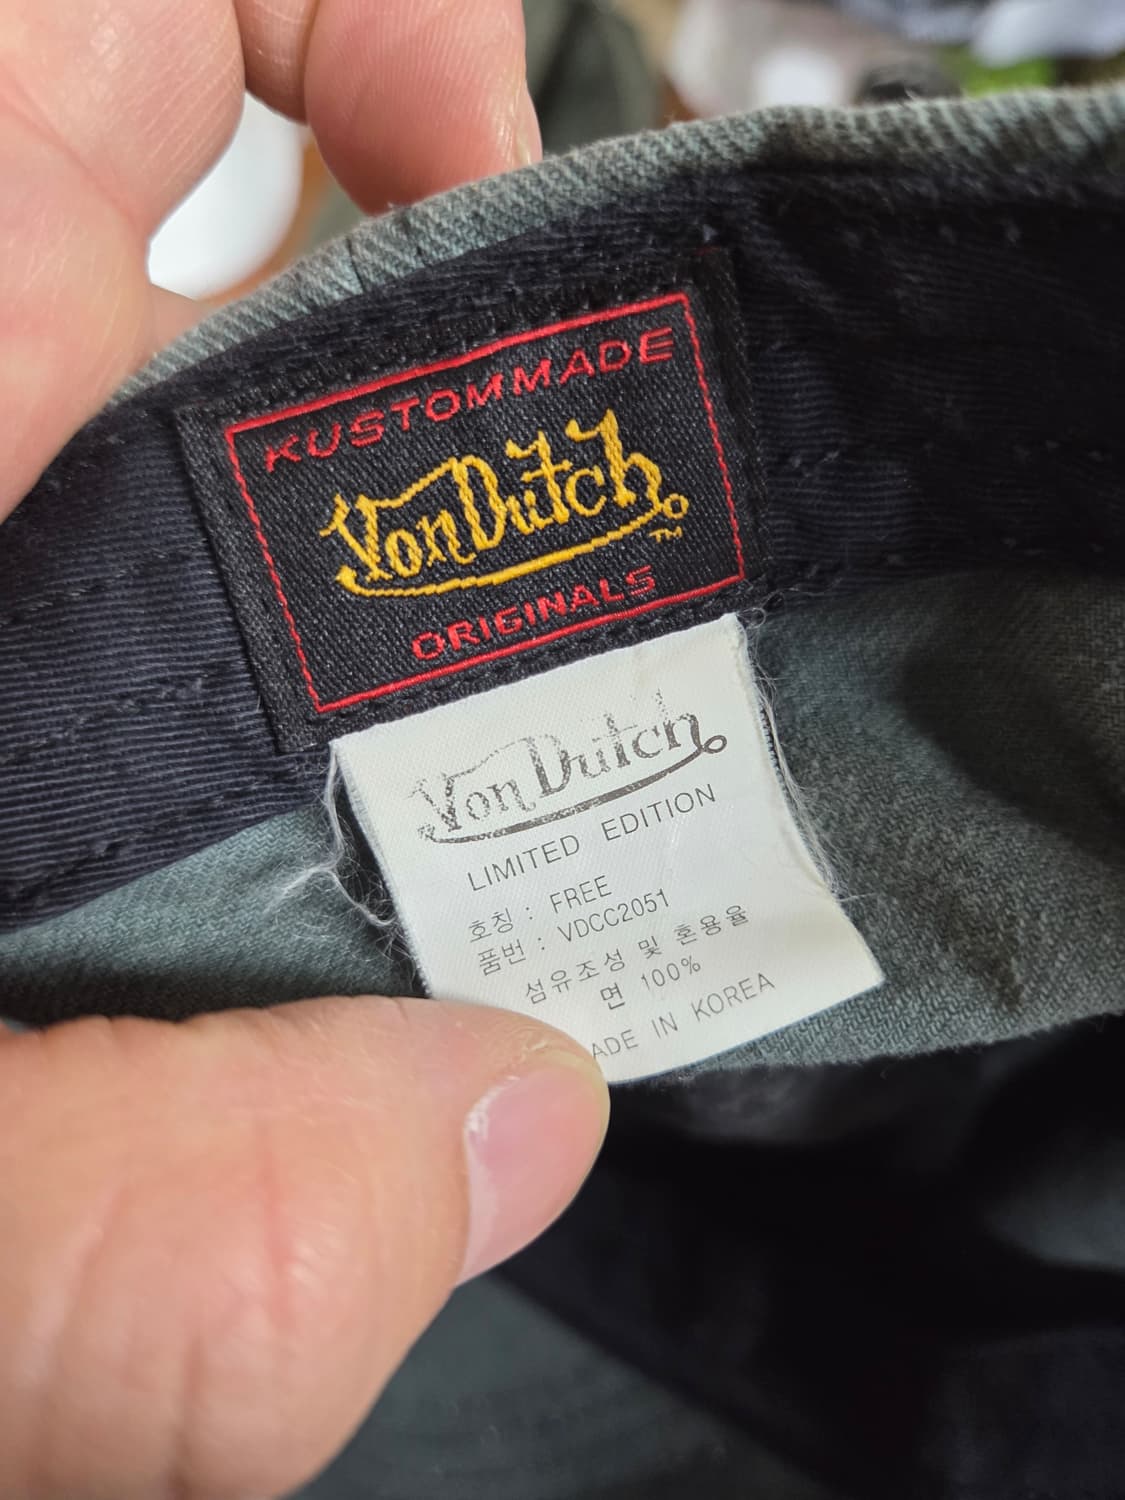 KUSTOMMADE
Von Dutch
TM
ORIGINALS
Von Dutch
LIMITED EDITION
호칭 : FREE
품번 : VDCC2051
섬유조성 및 혼용율
면 100%
ADE IN KOREA